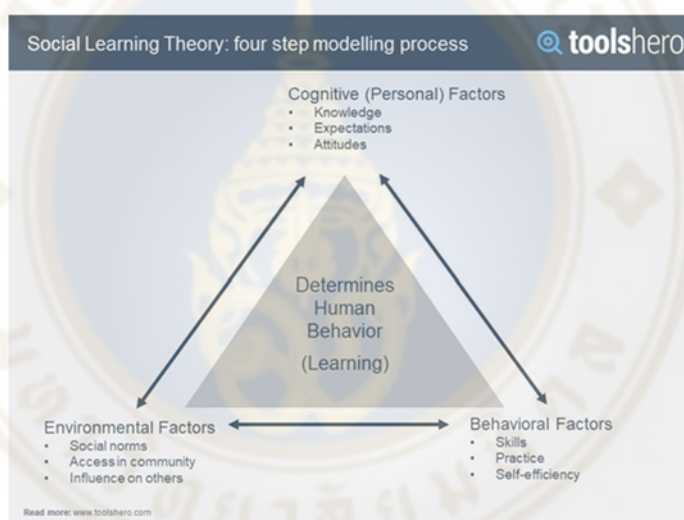 Social Learning Theory: four step modelling process
toolshero
Cognitive (Personal) Factors
• Knowledge
• Expectations
• Attitudes
Determines
Human
Behavior
(Learning)
Environmental Factors
• Social norms
• Access in community
• Influence on others
Behavioral Factors
• Skills
• Practice
• Self-efficiency
Read more: www.toolshero.com